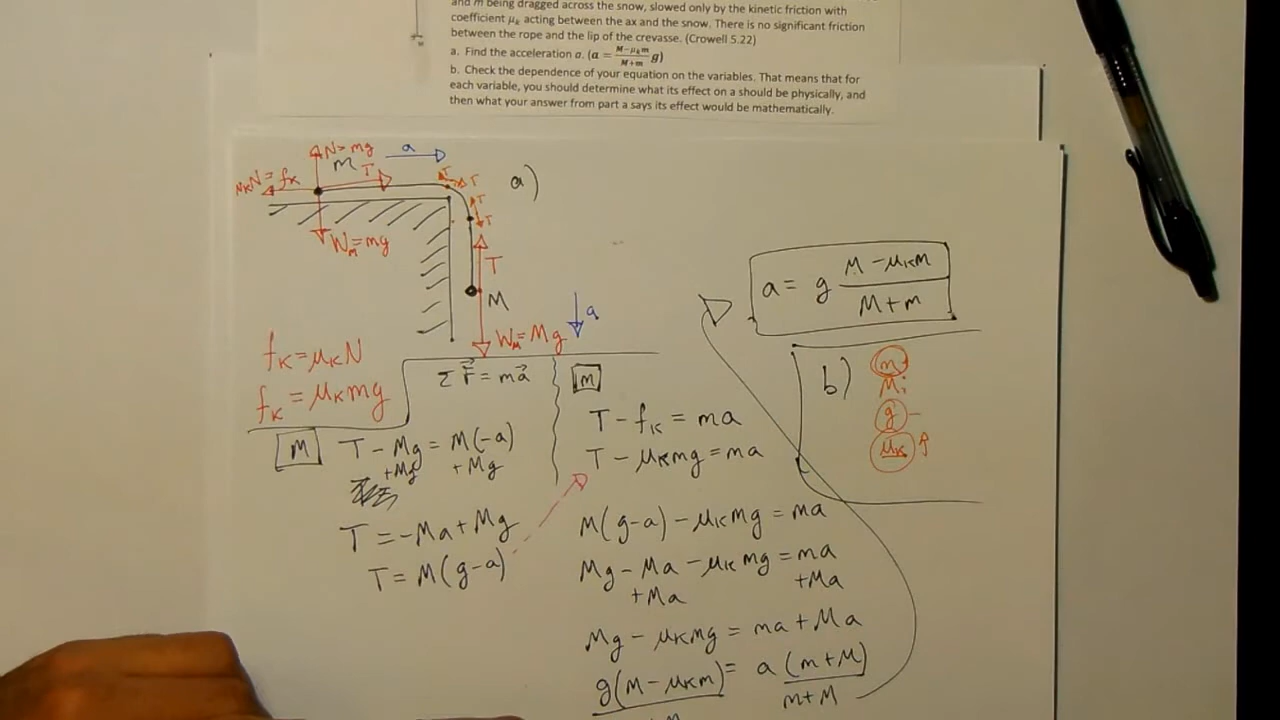 and m being dragged across the snow, slowed only by the kinetic friction with
coefficient μk acting between the ax and the snow. There is no significant friction
between the rope and the lip of the crevasse. (Crowell 5.22)
a. Find the acceleration a. (a = (M−μkm)/(M+m) g)
b. Check the dependence of your equation on the variables. That means that for
each variable, you should determine what its effect on a should be physically, and
then what your answer from part a says its effect would be mathematically.
N=mg
m
a
a)
μkN = fk
T
T
T
T
T
Wm = mg
T
M
a
WM = Mg
fk = μkN
fk = μkmg
ΣF = ma
M
T − Mg = M(−a)
+Mg +Mg
T = −Ma + Mg
T = M(g−a)
m
T − fk = ma
T − μkmg = ma
M(g−a) − μkmg = ma
Mg − Ma − μkmg = ma
+Ma +Ma
Mg − μkmg = ma + Ma
g(M − μkm) = a (m+M)
m+M
a = g (M − μkm)/(M+m)
b) m
M
g −
μk ↑